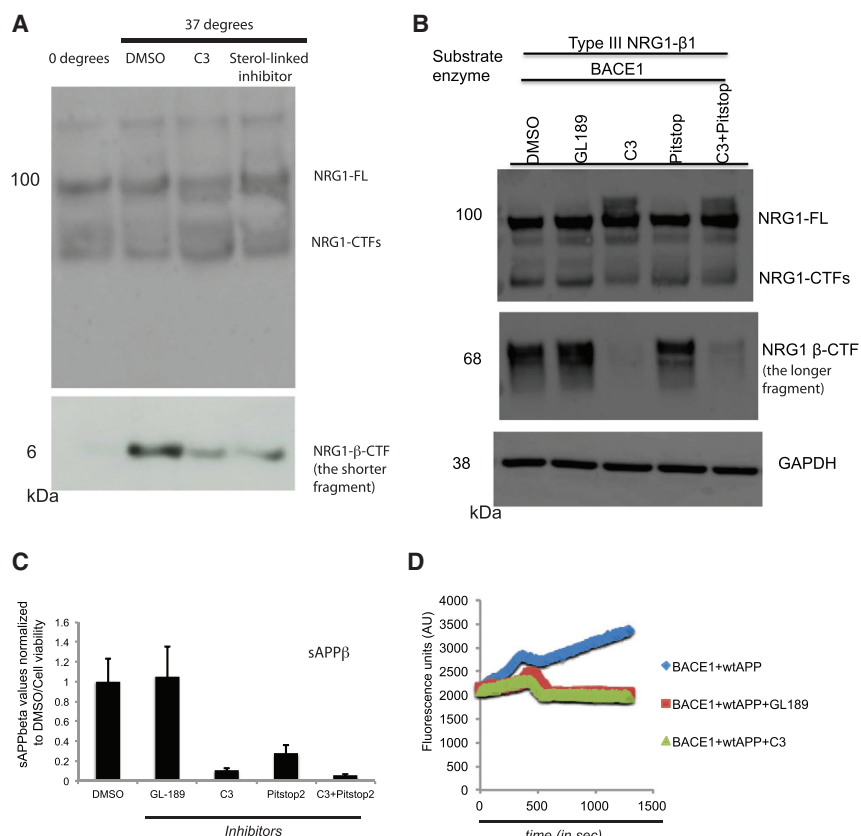 A
37 degrees
0 degrees
DMSO
C3
Sterol-linked
inhibitor
100
NRG1-FL
NRG1-CTFs
6
NRG1-β-CTF
(the shorter
fragment)
kDa
B
Substrate
enzyme
Type III NRG1-β1
BACE1
DMSO
GL189
C3
Pitstop
C3+Pitstop
100
NRG1-FL
NRG1-CTFs
68
NRG1 β-CTF
(the longer
fragment)
38
GAPDH
kDa
C
sAPPbeta values normalized
to DMSO/Cell viability
1.6
1.4
1.2
1
0.8
0.6
0.4
0.2
0
sAPPβ
DMSO
GL-189
C3
Pitstop2
C3+Pitstop2
Inhibitors
D
Fluorescence units (AU)
4000
3500
3000
2500
2000
1500
1000
500
0
0
500
1000
1500
BACE1+wtAPP
BACE1+wtAPP+GL189
BACE1+wtAPP+C3
time (in sec)